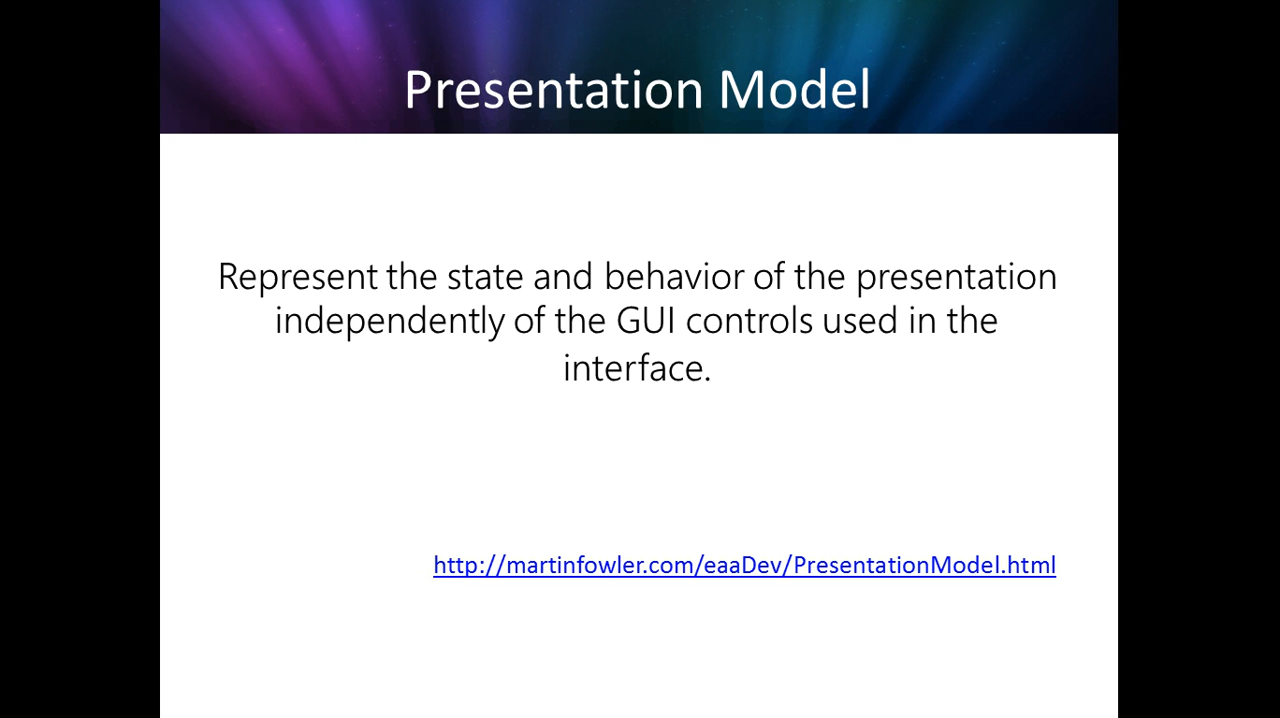 Presentation Model
Represent the state and behavior of the presentation
independently of the GUI controls used in the
interface.
http://martinfowler.com/eaaDev/PresentationModel.html